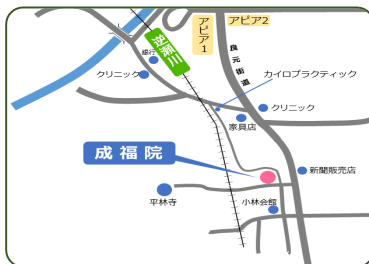 アピア1
アピア2
逆瀬川
銀行
良元街道
クリニック
カイロプラクティック
クリニック
家具店
成福院
新聞販売店
平林寺
小林会館